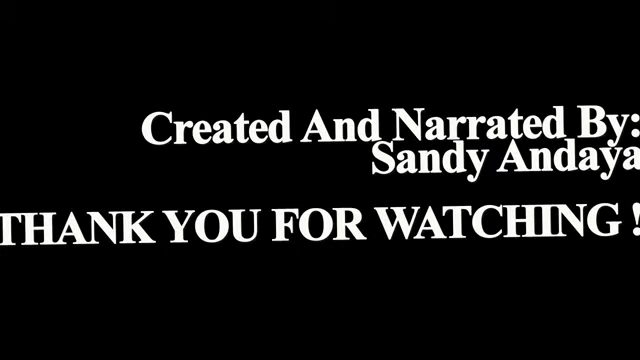 Created And Narrated By:
Sandy Andaya
THANK YOU FOR WATCHING !